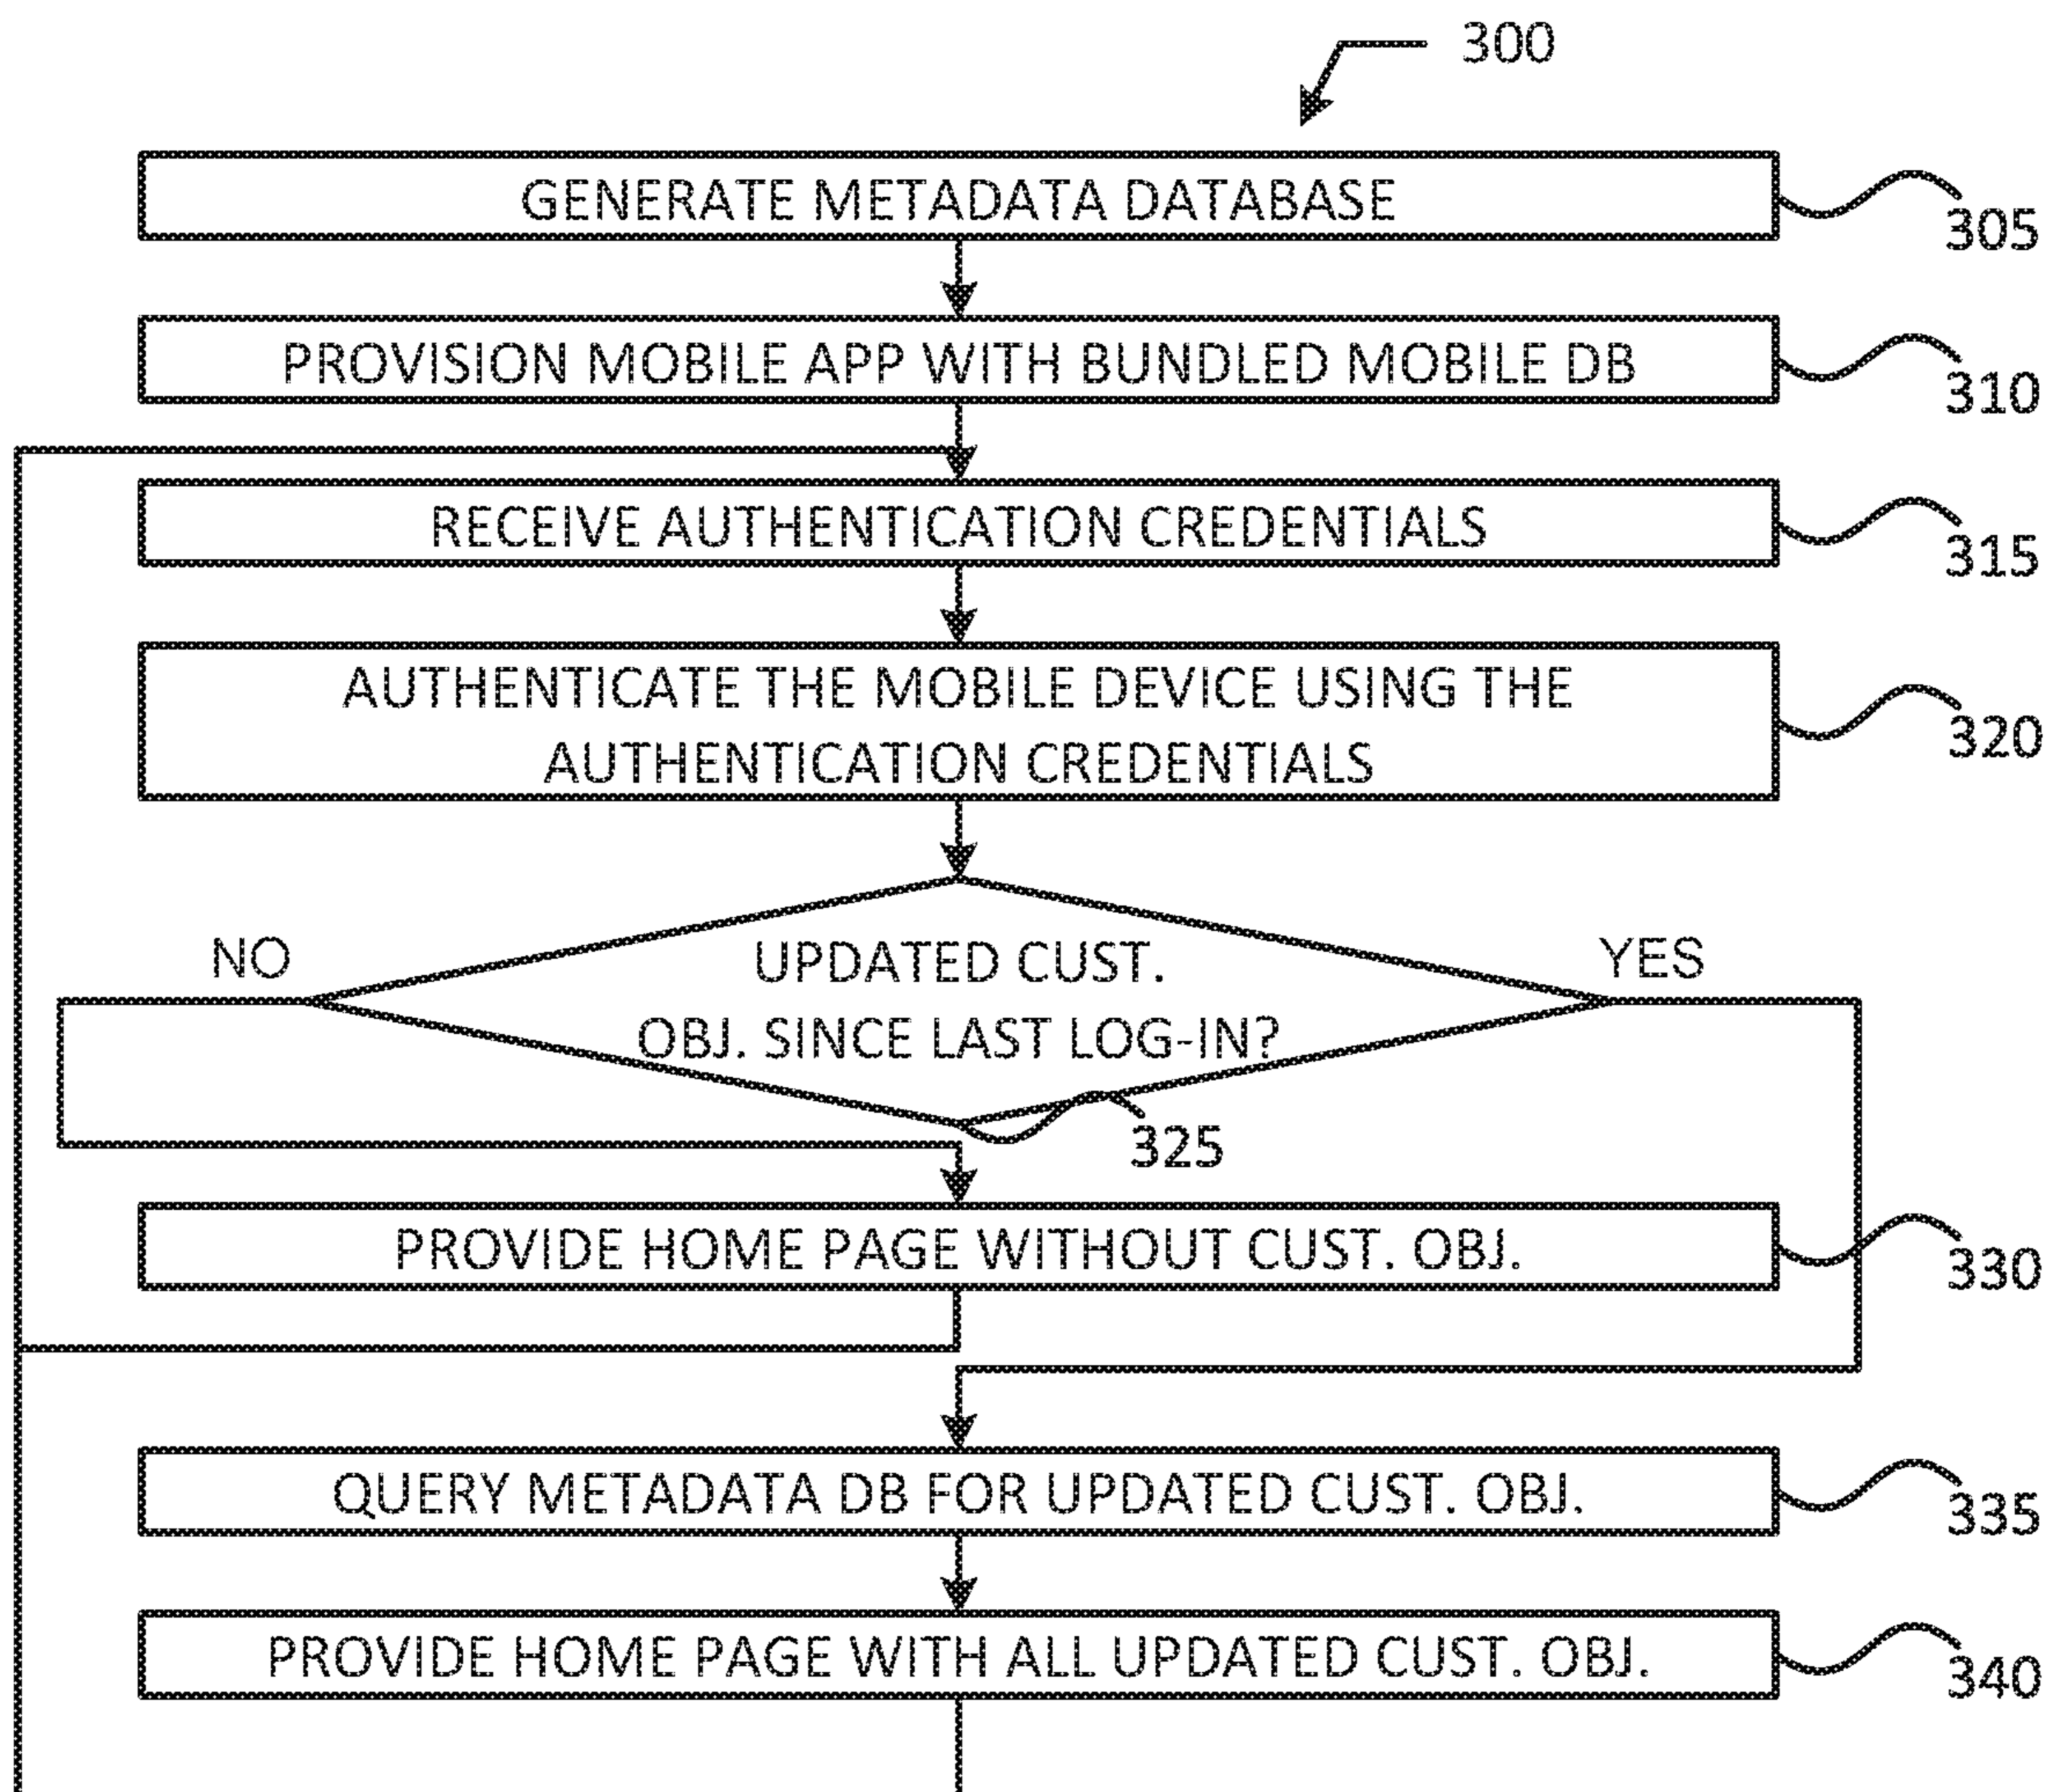 300
GENERATE METADATA DATABASE
305
PROVISION MOBILE APP WITH BUNDLED MOBILE DB
310
RECEIVE AUTHENTICATION CREDENTIALS
315
AUTHENTICATE THE MOBILE DEVICE USING THE
AUTHENTICATION CREDENTIALS
320
NO
UPDATED CUST.
OBJ. SINCE LAST LOG-IN?
YES
325
PROVIDE HOME PAGE WITHOUT CUST. OBJ.
330
QUERY METADATA DB FOR UPDATED CUST. OBJ.
335
PROVIDE HOME PAGE WITH ALL UPDATED CUST. OBJ.
340